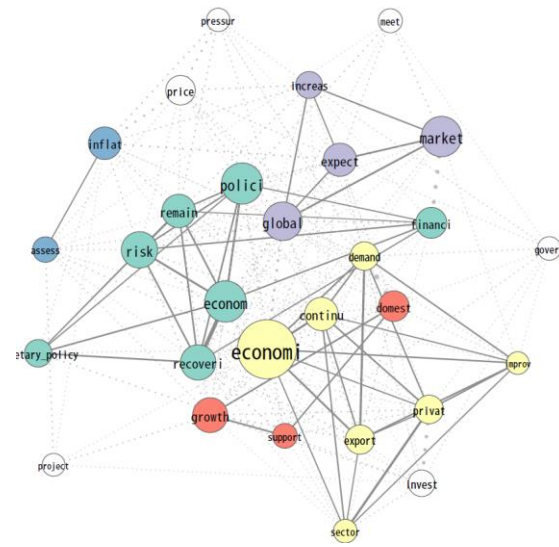 pressur
meet
price
increas
inflat
market
expect
polici
remain
global
financi
risk
assess
demand
gover
econom
domest
continu
economi
etary_policy
recoveri
mprov
growth
privat
support
export
project
invest
sector